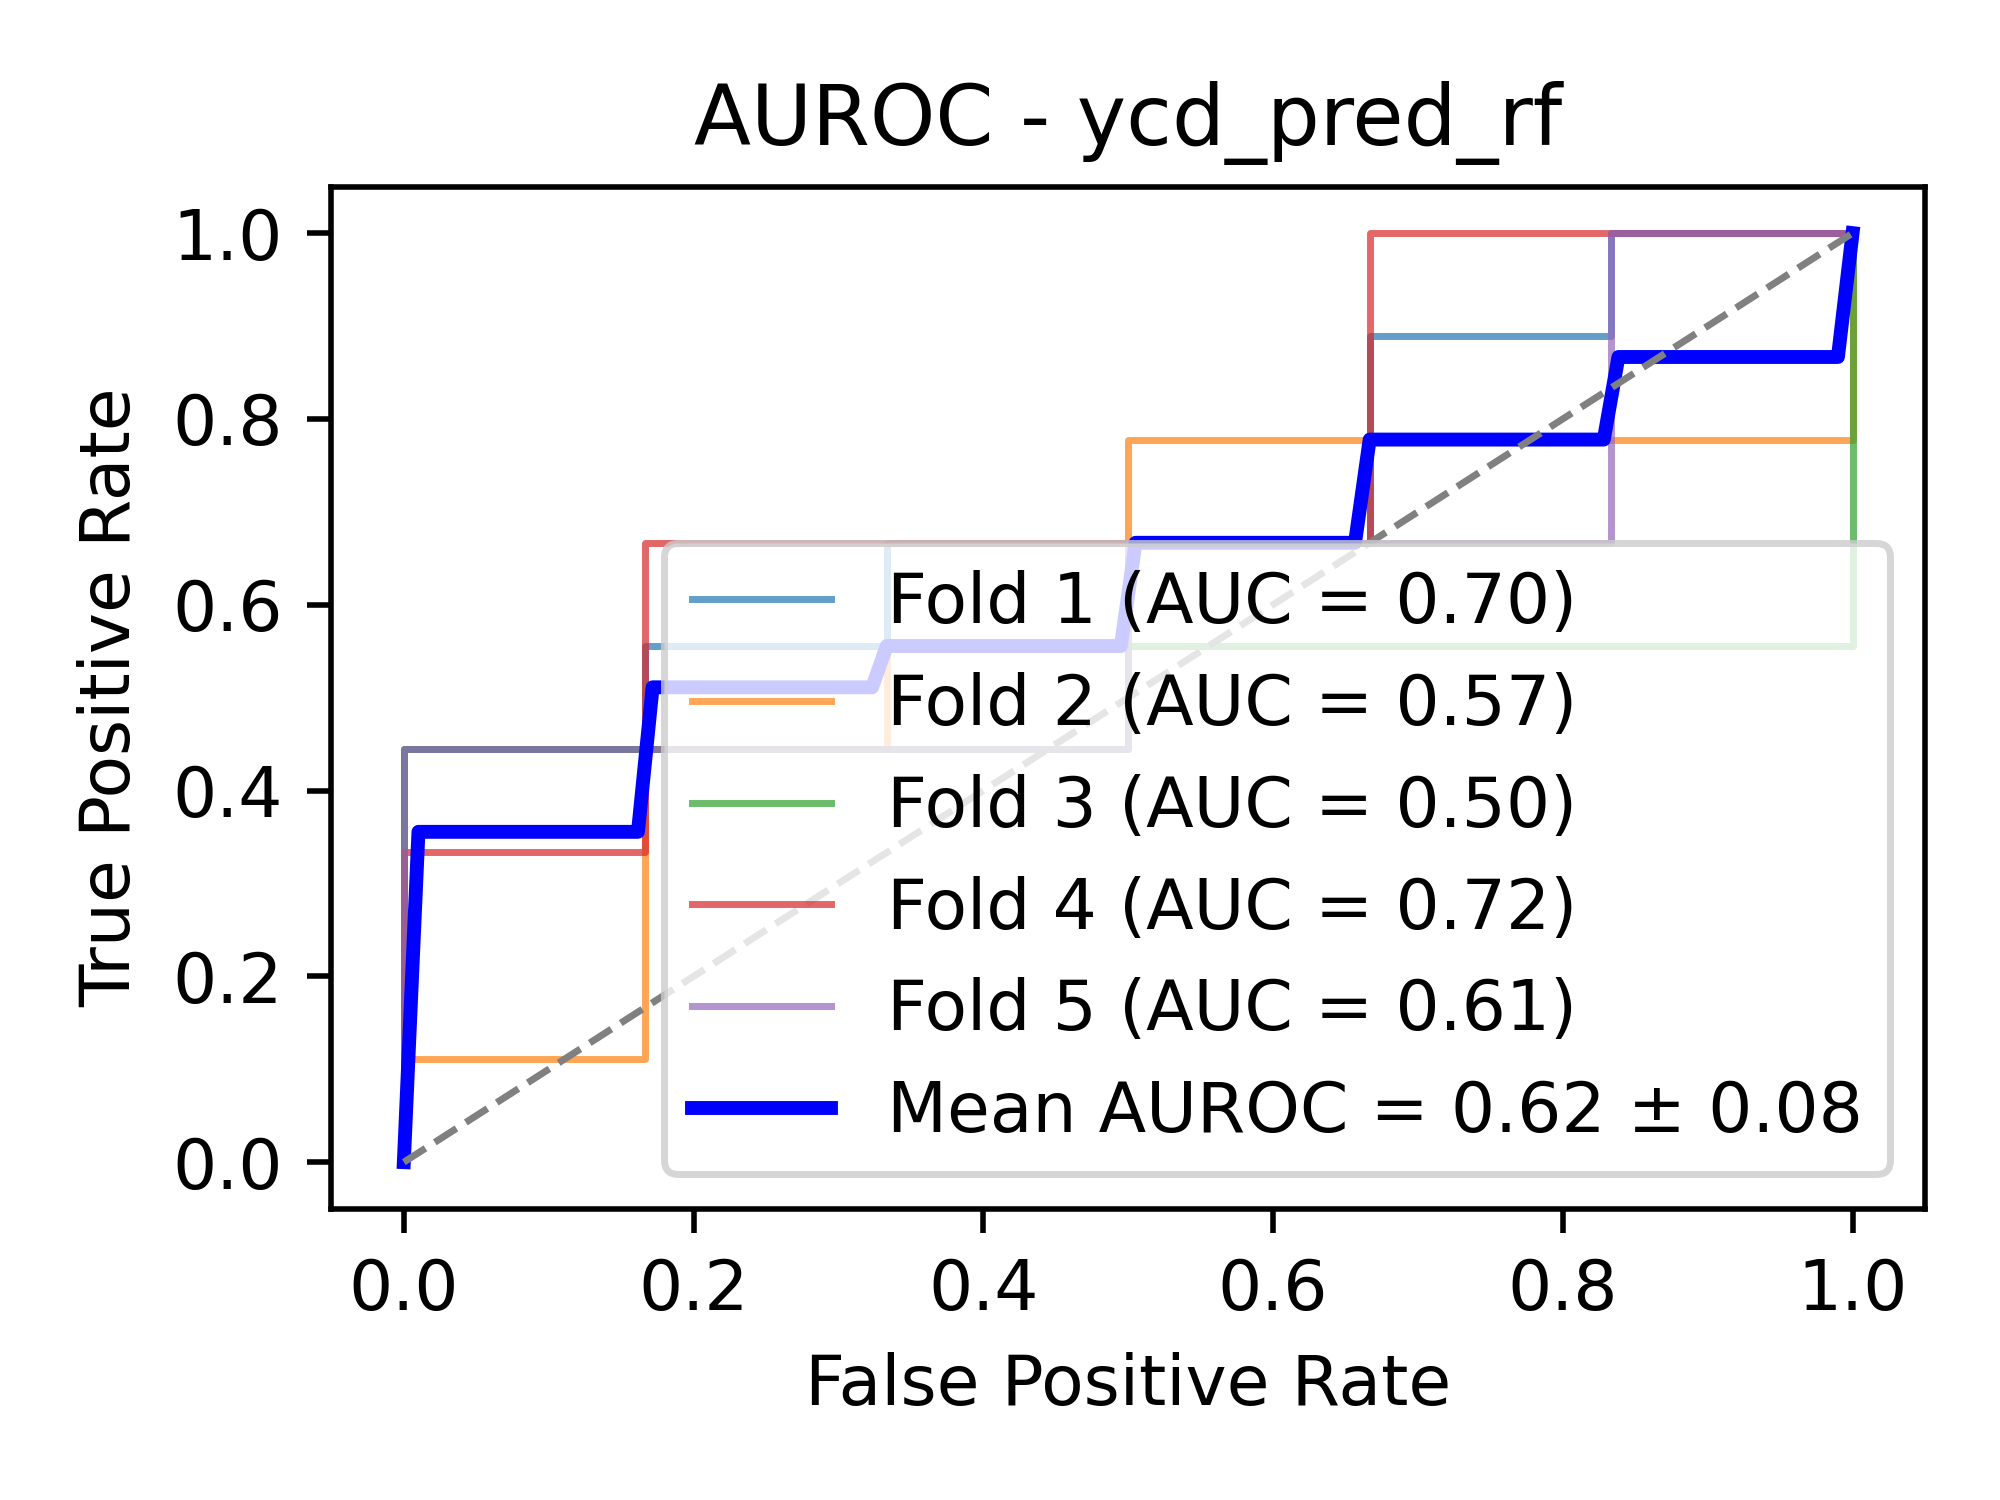 AUROC - ycd_pred_rf
True Positive Rate
1.0
0.8
0.6
0.4
0.2
0.0
Fold 1 (AUC = 0.70)
Fold 2 (AUC = 0.57)
Fold 3 (AUC = 0.50)
Fold 4 (AUC = 0.72)
Fold 5 (AUC = 0.61)
Mean AUROC = 0.62 ± 0.08
0.0 0.2 0.4 0.6 0.8 1.0
False Positive Rate